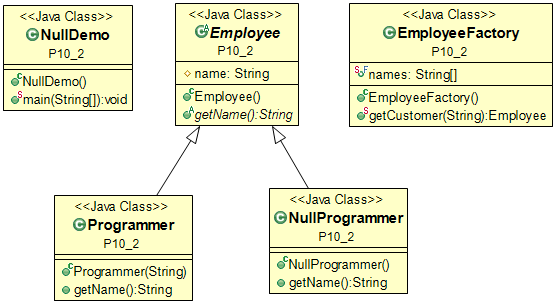 <<Java Class>>
NullDemo
P10_2
NullDemo()
main(String[]):void
<<Java Class>>
Employee
P10_2
name: String
Employee()
getName():String
<<Java Class>>
EmployeeFactory
P10_2
names: String[]
EmployeeFactory()
getCustomer(String):Employee
<<Java Class>>
Programmer
P10_2
Programmer(String)
getName():String
<<Java Class>>
NullProgrammer
P10_2
NullProgrammer()
getName():String